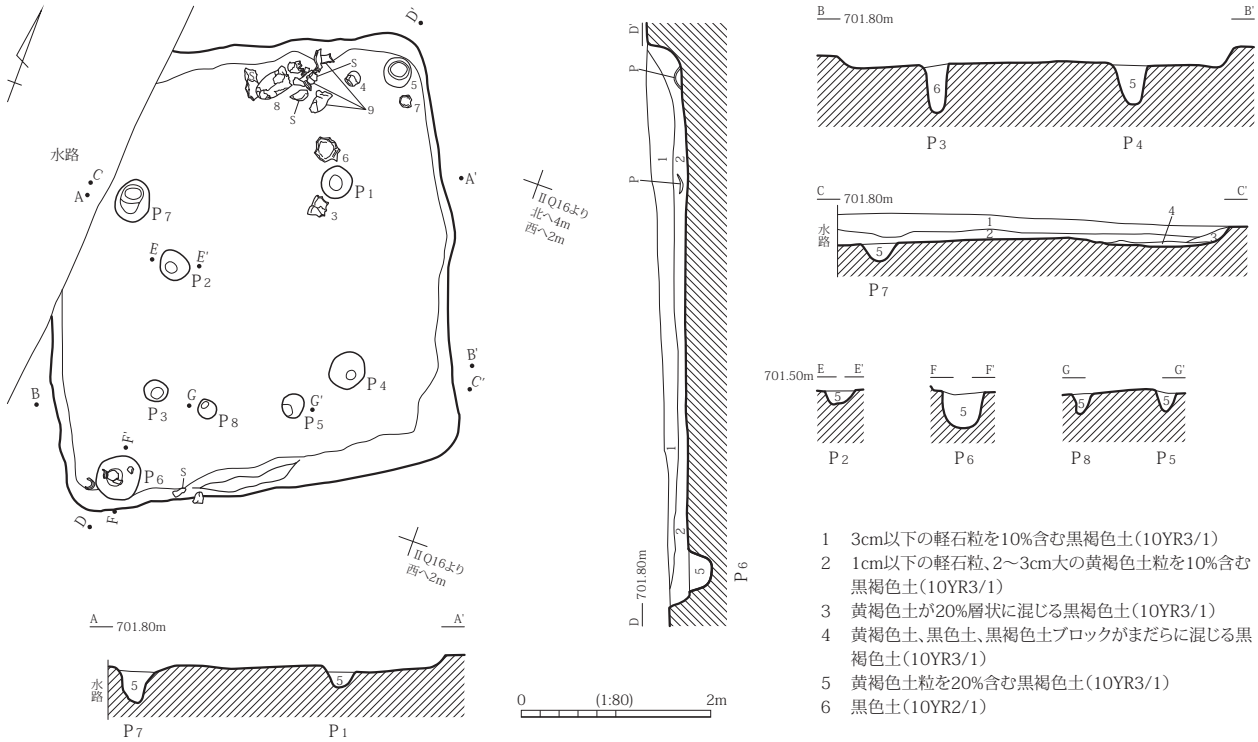 D'
S
4
5
7
8
S
9
6
P1
3
水路
C
A
A'
P7
E
E'
P2
ⅡQ16より
北へ4m
西へ2m
B
B'
C'
P3
G
P8
G'
P5
P4
F'
P6
S
D
F
ⅡQ16より
西へ2m
A 701.80m A'
水路
5
5
P7
P1
D'
P
1
2
P
1
2
5
P6
D 701.80m
0 (1:80) 2m
B 701.80m B'
6
5
P3
P4
C 701.80m C'
水路
1
2
4
3
5
P7
701.50m E E'
5
P2
F F'
5
P6
G G'
5
5
P8
P5
1 3cm以下の軽石粒を10%含む黒褐色土(10YR3/1)
2 1cm以下の軽石粒、2〜3cm大の黄褐色土粒を10%含む
黒褐色土(10YR3/1)
3 黄褐色土が20%層状に混じる黒褐色土(10YR3/1)
4 黄褐色土、黒色土、黒褐色土ブロックがまだらに混じる黒
褐色土(10YR3/1)
5 黄褐色土粒を20%含む黒褐色土(10YR3/1)
6 黒色土(10YR2/1)